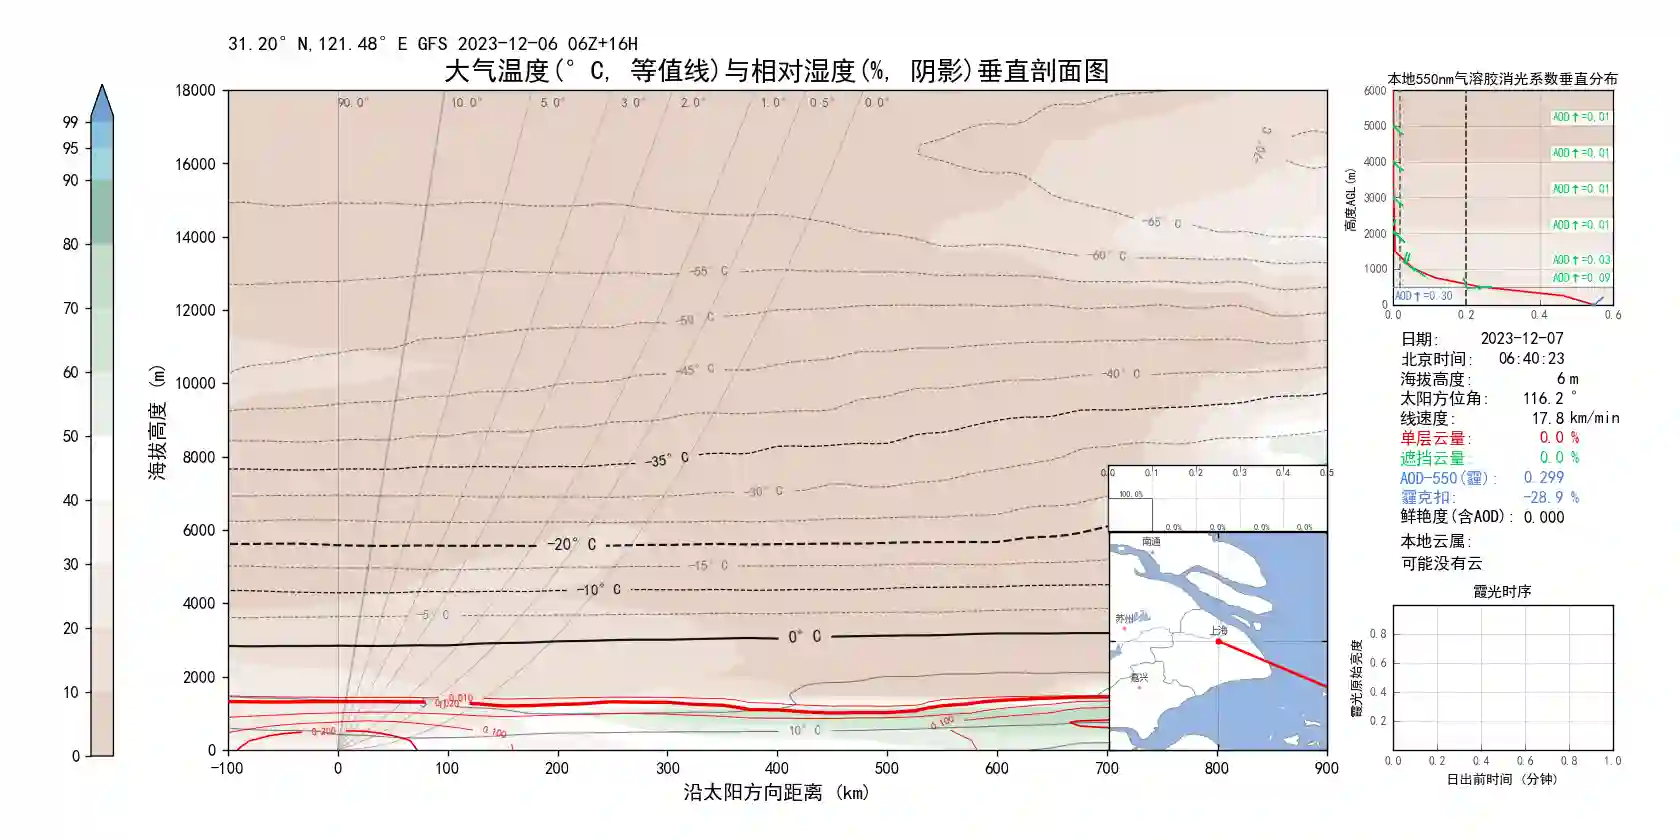 31.20° N,121.48° E GFS 2023-12-06 06Z+16H
大气温度(° C, 等值线)与相对湿度(%, 阴影)垂直剖面图
99
95
90
80
70
60
50
40
30
20
10
0
海拔高度 (m)
18000
16000
14000
12000
10000
8000
6000
4000
2000
0
90.0° 10.0° 5.0° 3.0° 2.0° 1.0° 0.5° 0.0°
-70° C
-65° C
-60° C
-55° C
-50° C
-45° C
-40° C
-35° C
-30° C
-20° C
-15° C
-10° C
-5° C
0° C
10° C
0.010
0.020
0.200
0.100
0.100
-100 0 100 200 300 400 500 600 700 800 900
沿太阳方向距离 (km)
0.0 0.1 0.2 0.3 0.4 0.5
100.0%
0.0% 0.0% 0.0% 0.0%
南通
苏州
上海
嘉兴
本地550nm气溶胶消光系数垂直分布
高度AGL(m)
6000
5000
4000
3000
2000
1000
0
AOD↑=0.01
AOD↑=0.01
AOD↑=0.01
AOD↑=0.01
AOD↑=0.03
AOD↑=0.09
AOD↑=0.30
0.0 0.2 0.4 0.6
日期: 2023-12-07
北京时间: 06:40:23
海拔高度: 6 m
太阳方位角: 116.2 °
线速度: 17.8 km/min
单层云量: 0.0 %
遮挡云量: 0.0 %
AOD-550(霾): 0.299
霾克扣: -28.9 %
鲜艳度(含AOD): 0.000
本地云属:
可能没有云
霞光时序
霞光原始亮度
0.8
0.6
0.4
0.2
0.0 0.2 0.4 0.6 0.8 1.0
日出前时间 (分钟)